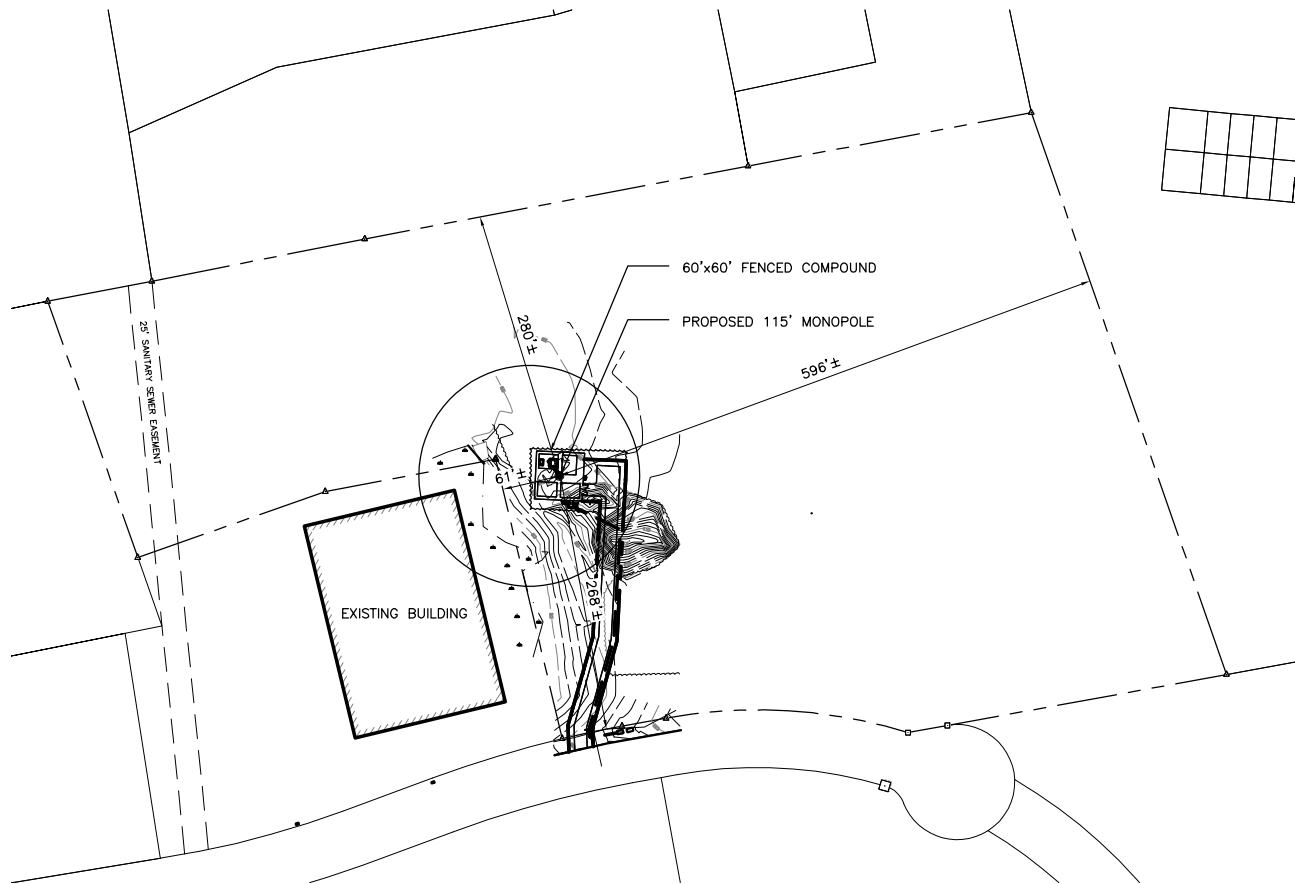 60'x60' FENCED COMPOUND
PROPOSED 115' MONOPOLE
280'±
596'±
25' SANITARY SEWER EASEMENT
61'±
268'±
EXISTING BUILDING